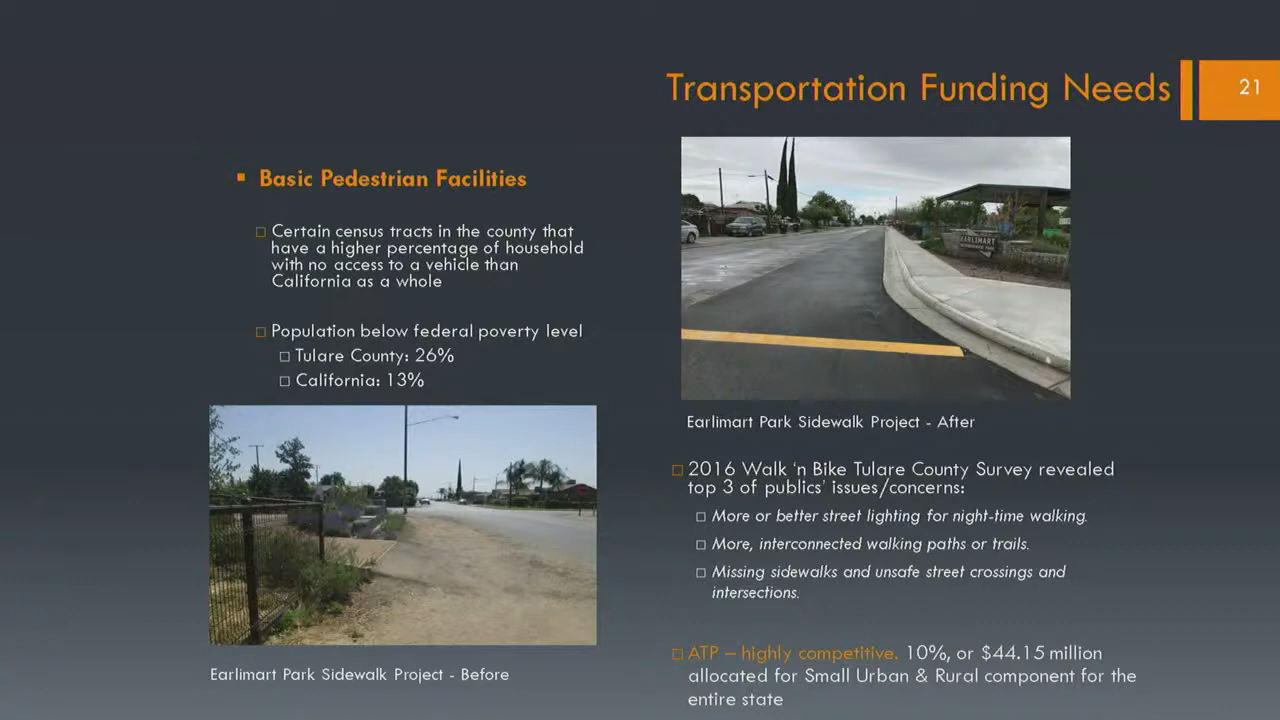 Transportation Funding Needs
21
▪ Basic Pedestrian Facilities
□ Certain census tracts in the county that
have a higher percentage of household
with no access to a vehicle than
California as a whole
□ Population below federal poverty level
□ Tulare County: 26%
□ California: 13%
Earlimart Park Sidewalk Project - Before
EARLIMART
Earlimart Park Sidewalk Project - After
□ 2016 Walk ‘n Bike Tulare County Survey revealed
top 3 of publics’ issues/concerns:
□ More or better street lighting for night-time walking.
□ More, interconnected walking paths or trails.
□ Missing sidewalks and unsafe street crossings and
intersections.
□ ATP – highly competitive. 10%, or $44.15 million
allocated for Small Urban & Rural component for the
entire state